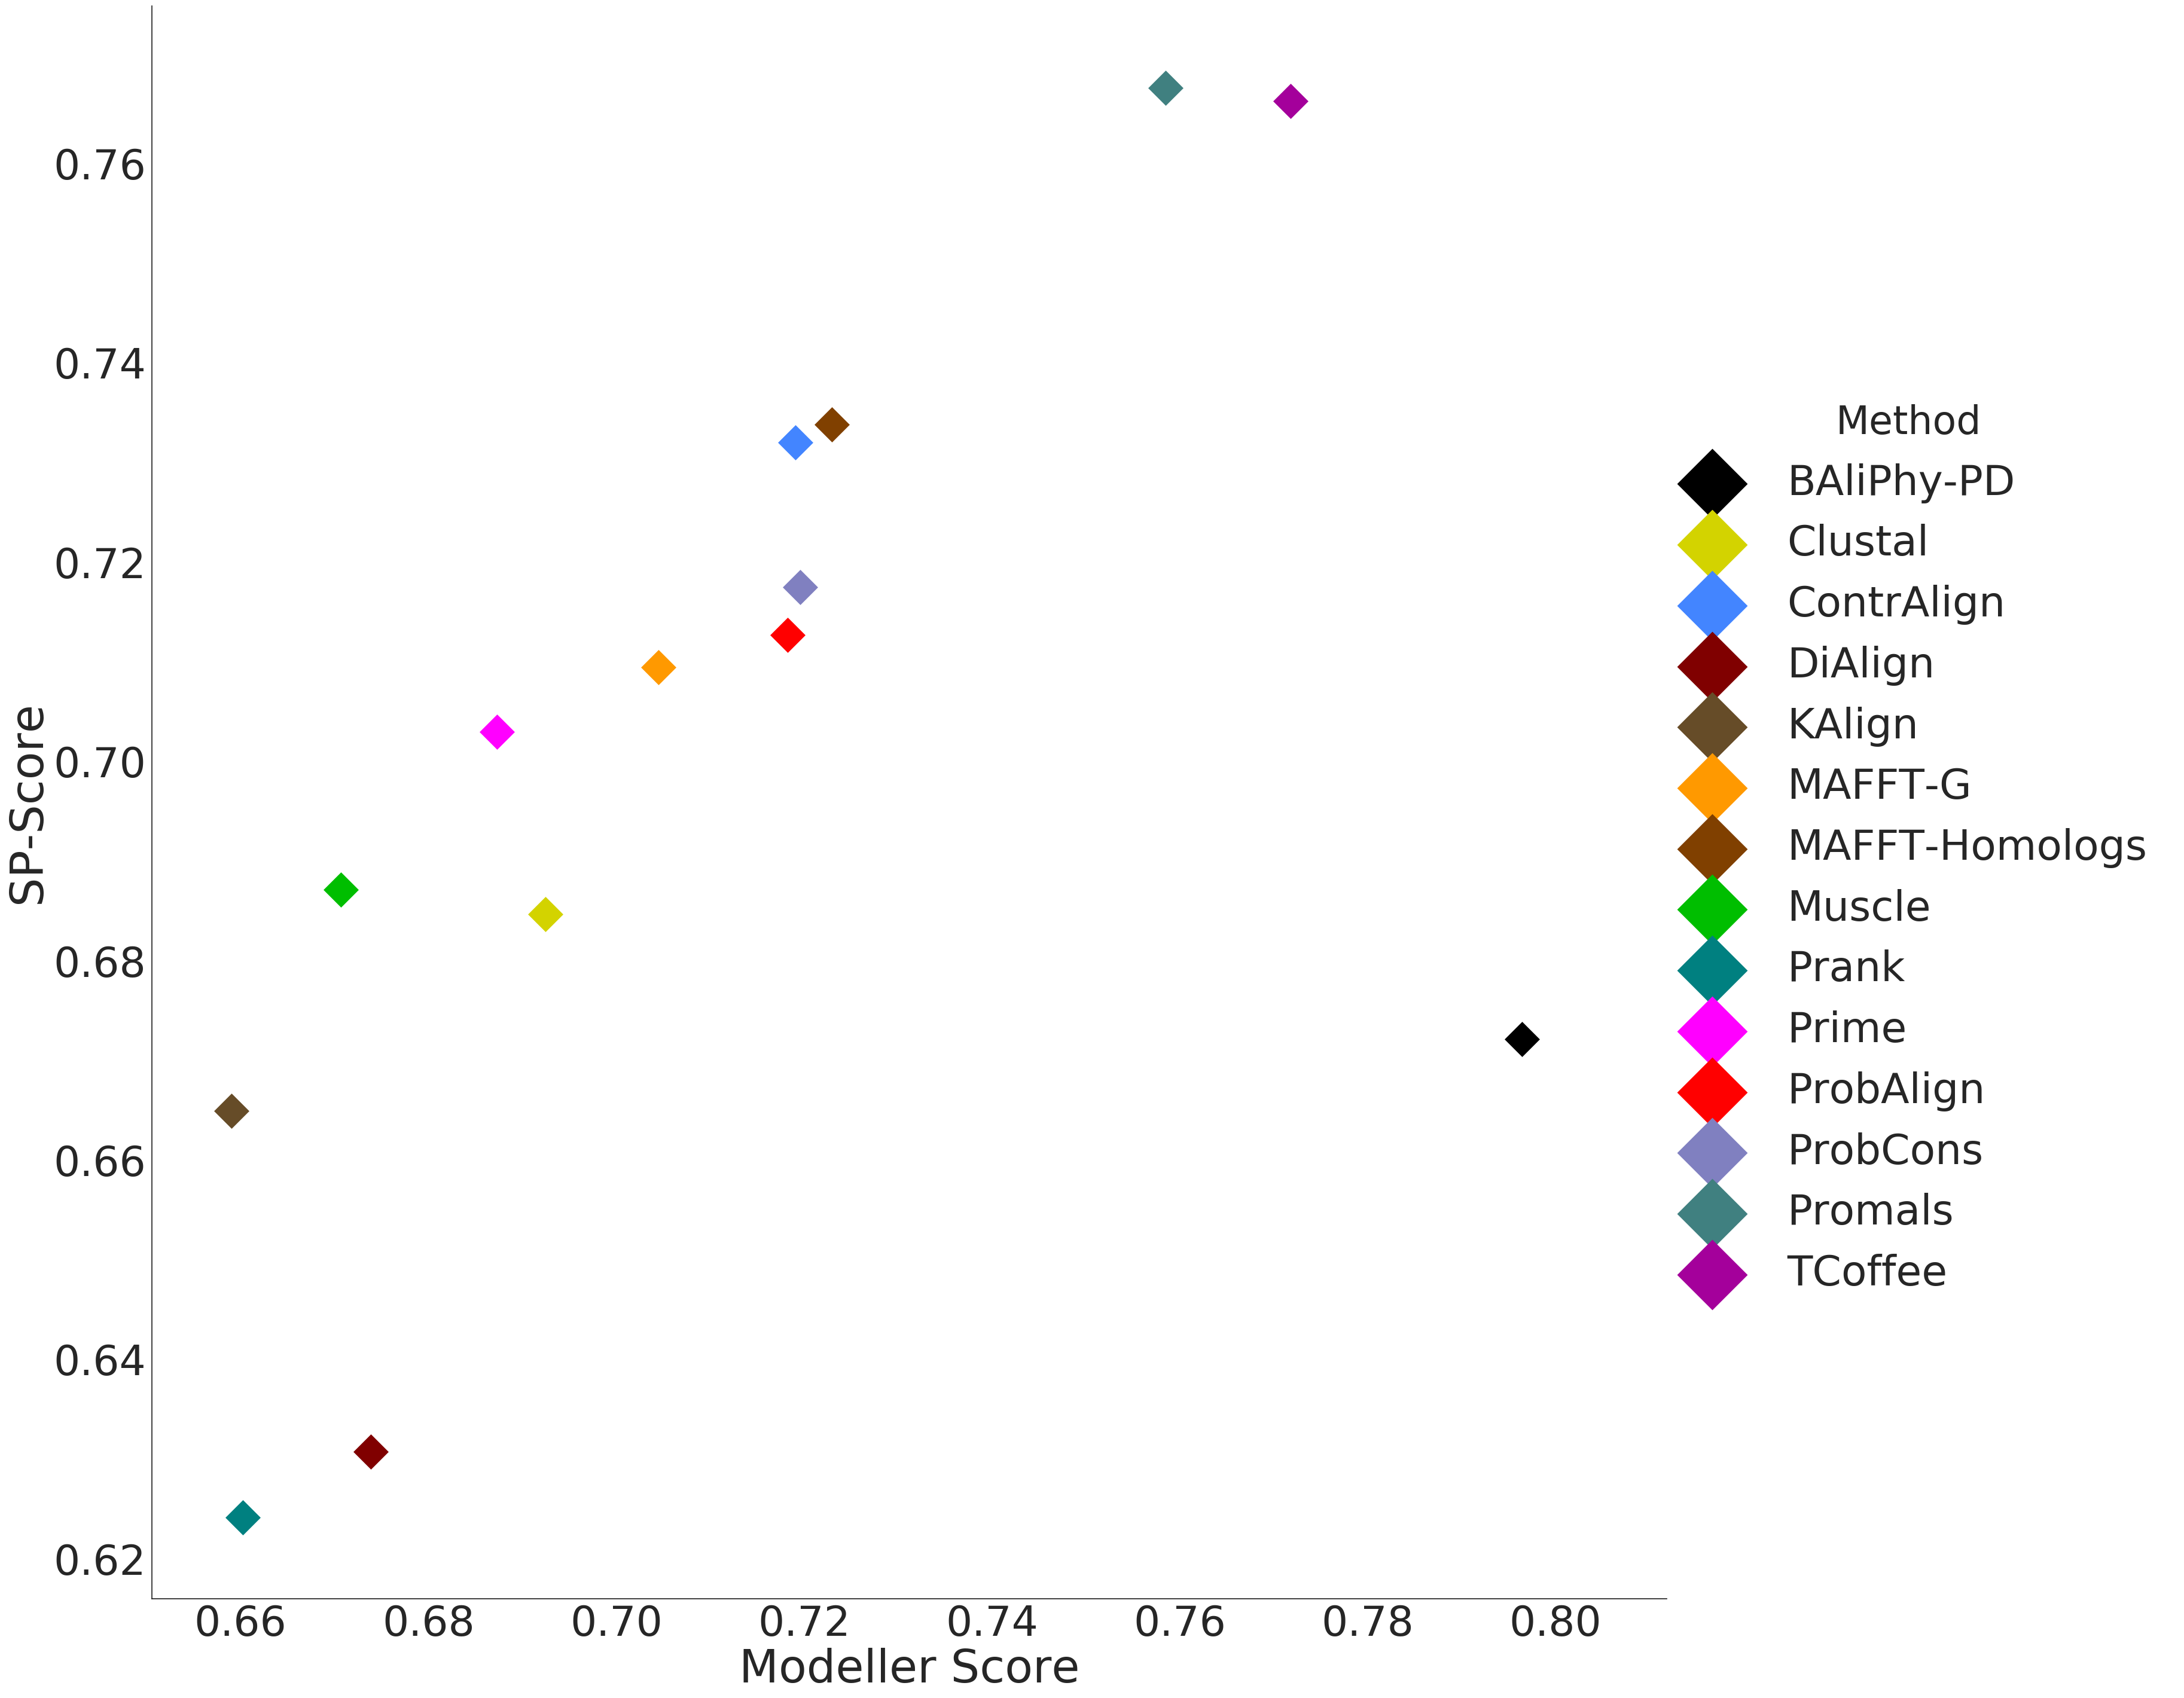 0.76
0.74
0.72
0.70
0.68
0.66
0.64
0.62
SP-Score
0.66 0.68 0.70 0.72 0.74 0.76 0.78 0.80
Modeller Score
Method
BAliPhy-PD
Clustal
ContrAlign
DiAlign
KAlign
MAFFT-G
MAFFT-Homologs
Muscle
Prank
Prime
ProbAlign
ProbCons
Promals
TCoffee